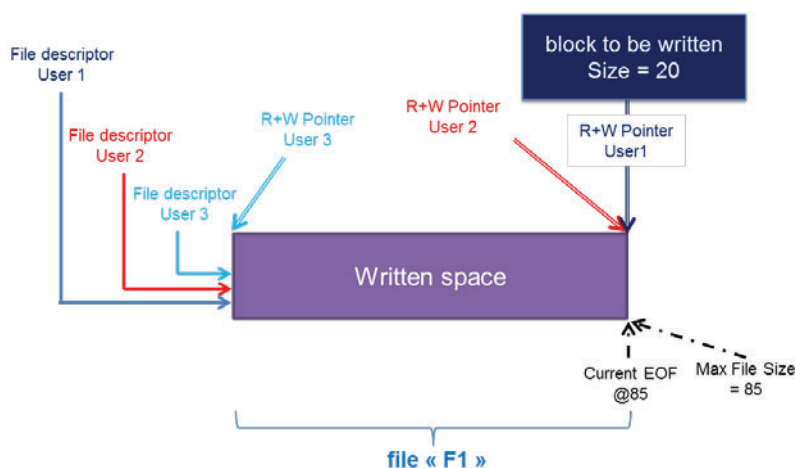 File descriptor
User 1
File descriptor
User 2
File descriptor
User 3
R+W Pointer
User 3
R+W Pointer
User 2
block to be written
Size = 20
R+W Pointer
User1
Written space
Current EOF
@85
Max File Size
= 85
file « F1 »